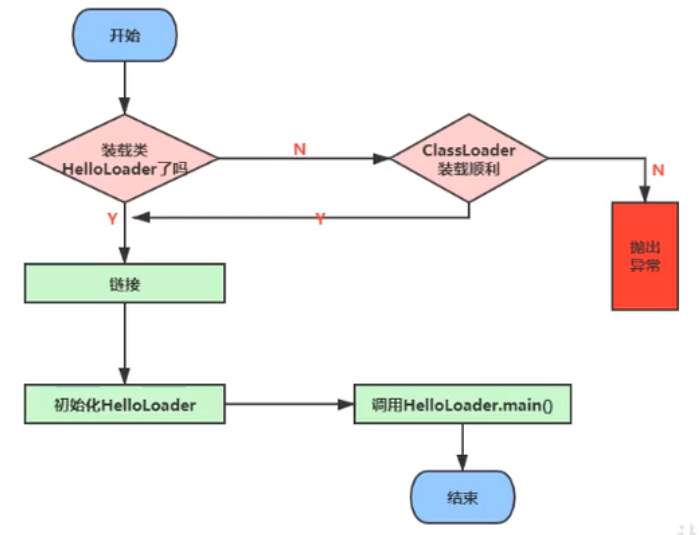 开始
装载类
HelloLoader了吗
N
ClassLoader
装载顺利
N
Y
Y
抛出
异常
链接
初始化HelloLoader
调用HelloLoader.main()
结束